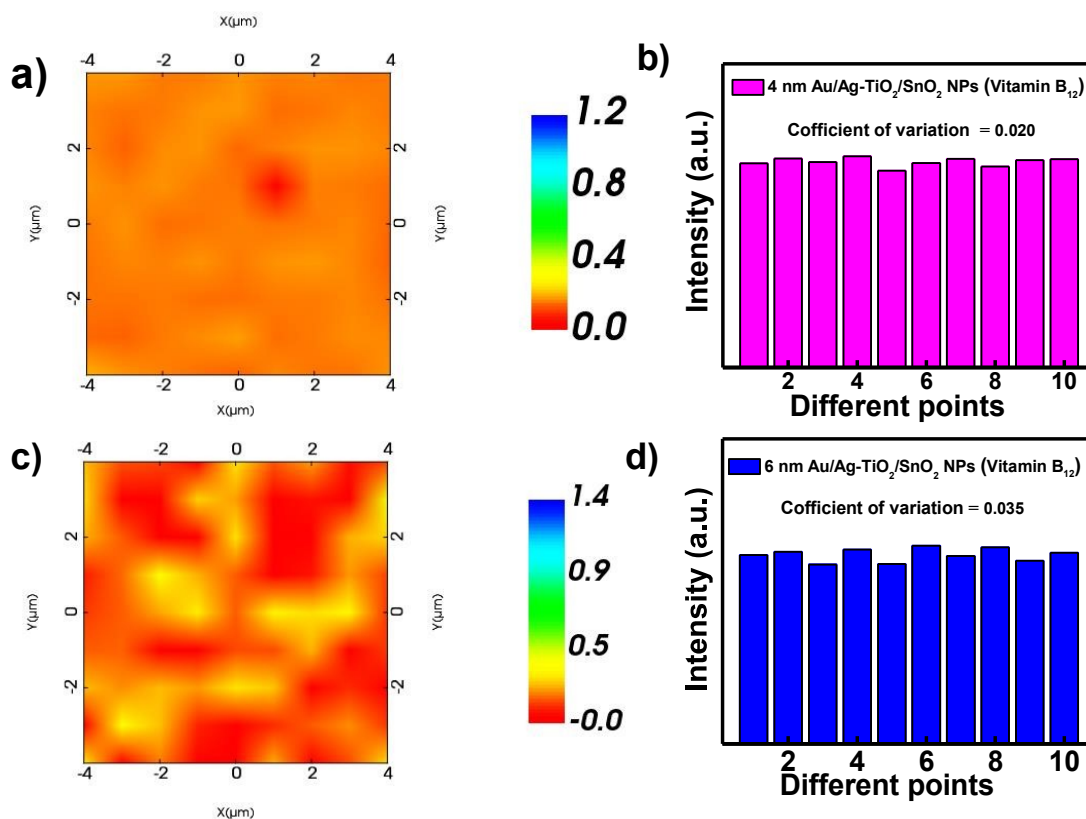 a)
X(µm)
-4 -2 0 2 4
2
0
-2
Y(µm)
2
0
-2
Y(µm)
-4 -2 0 2 4
X(µm)
1.2
0.8
0.4
0.0
b)
4 nm Au/Ag-TiO₂/SnO₂ NPs (Vitamin B₁₂)
Cofficient of variation = 0.020
Intensity (a.u.)
2 4 6 8 10
Different points
c)
-4 -2 0 2 4
2
0
-2
Y(µm)
2
0
-2
Y(µm)
-4 -2 0 2 4
X(µm)
1.4
0.9
0.5
-0.0
d)
6 nm Au/Ag-TiO₂/SnO₂ NPs (Vitamin B₁₂)
Cofficient of variation = 0.035
Intensity (a.u.)
2 4 6 8 10
Different points